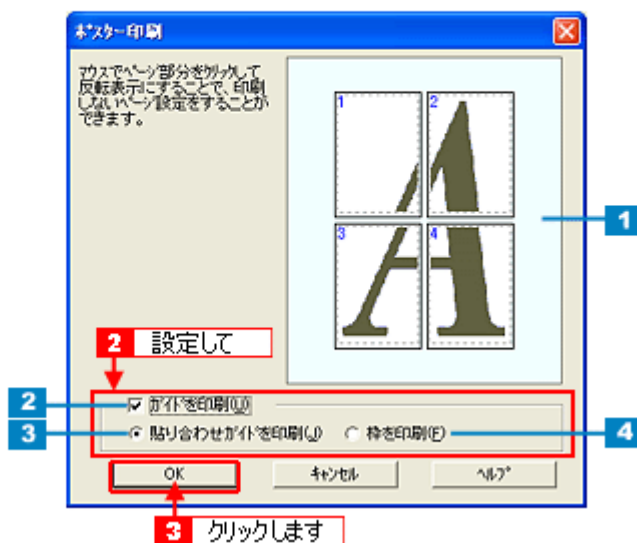 ポスター印刷
マウスでページ部分をクリックして
反転表示にすることで、印刷
しないページ設定をすることが
できます。
1
2
3
4
1
2 設定して
2
ガイドを印刷(U)
3
貼り合わせガイドを印刷(J)
枠を印刷(F)
4
OK
キャンセル
ヘルプ
3 クリックします